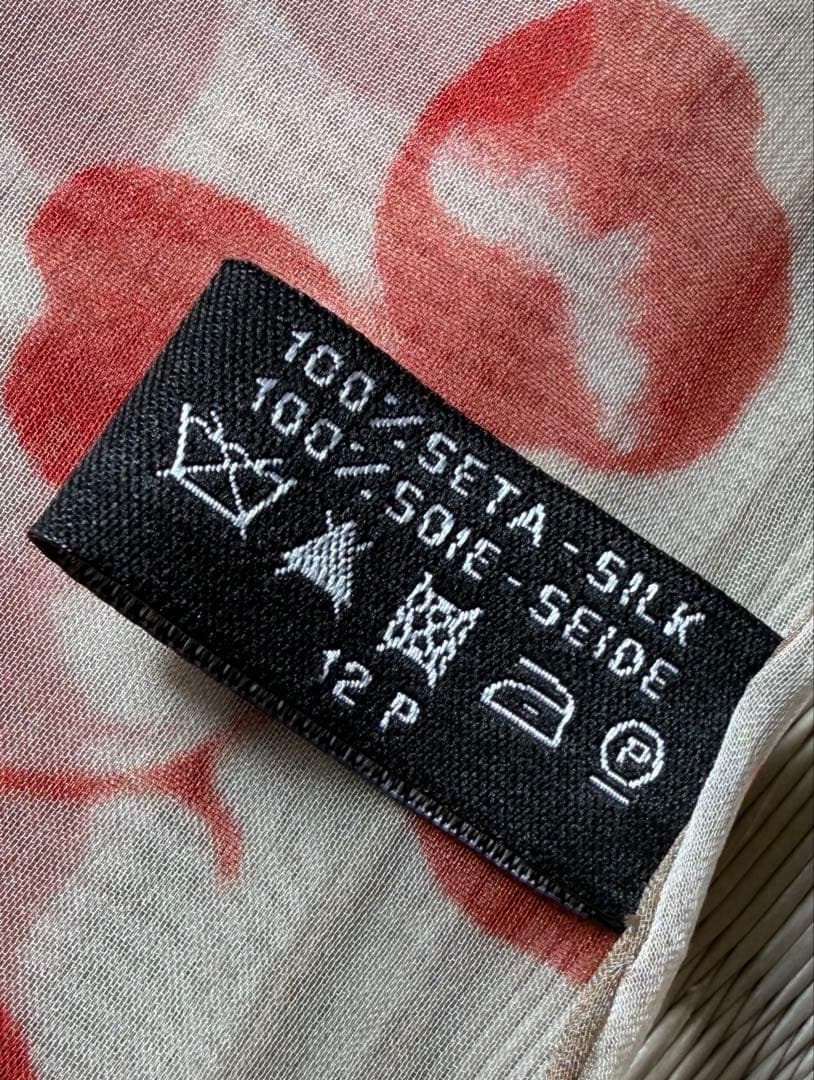 100% SETA - SILK
100% SOIE - SEIDE
P
12 P